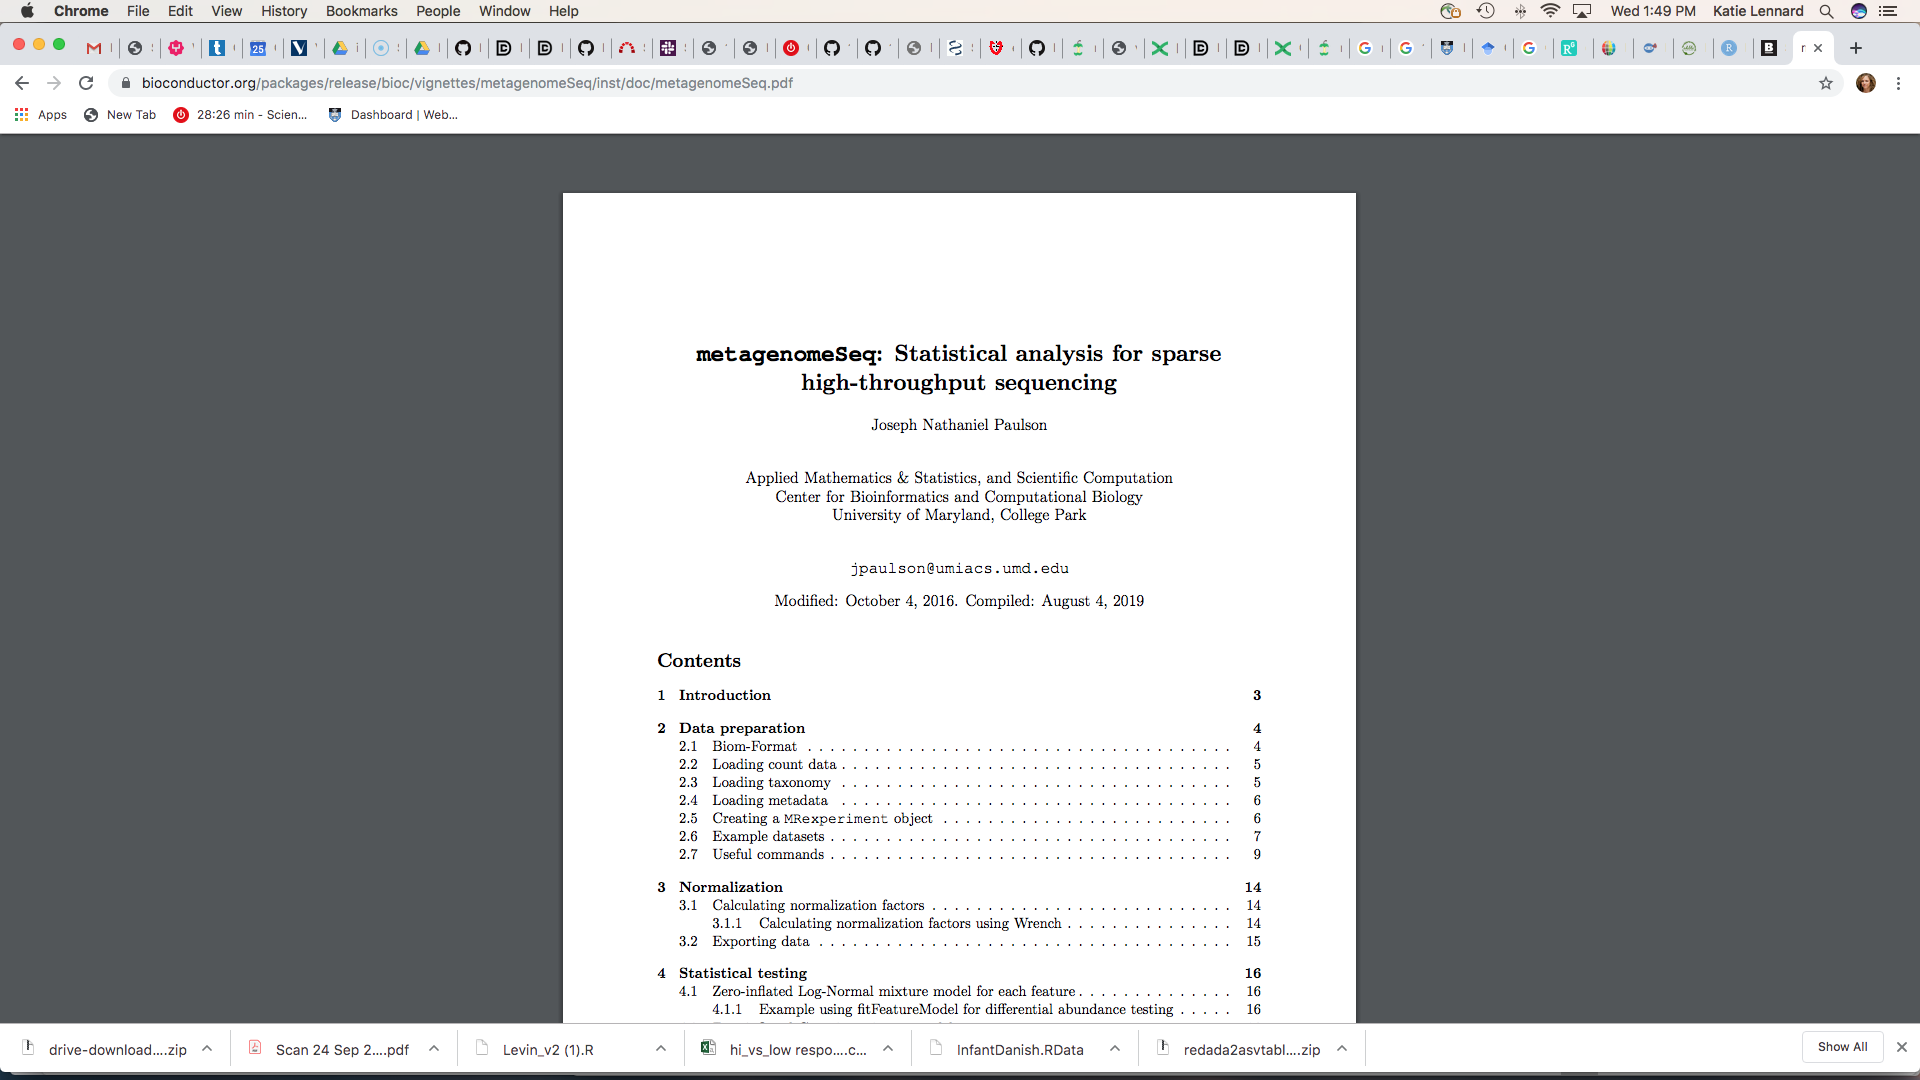 Chrome File Edit View History Bookmarks People Window Help Wed 1:49 PM Katie Lennard
25
bioconductor.org/packages/release/bioc/vignettes/metagenomeSeq/inst/doc/metagenomeSeq.pdf
Apps New Tab 28:26 min - Scien... Dashboard | Web...
metagenomeSeq: Statistical analysis for sparse
high-throughput sequencing
Joseph Nathaniel Paulson
Applied Mathematics & Statistics, and Scientific Computation
Center for Bioinformatics and Computational Biology
University of Maryland, College Park
jpaulson@umiacs.umd.edu
Modified: October 4, 2016. Compiled: August 4, 2019
Contents
1 Introduction 3
2 Data preparation 4
2.1 Biom-Format 4
2.2 Loading count data 5
2.3 Loading taxonomy 5
2.4 Loading metadata 6
2.5 Creating a MRexperiment object 6
2.6 Example datasets 7
2.7 Useful commands 9
3 Normalization 14
3.1 Calculating normalization factors 14
3.1.1 Calculating normalization factors using Wrench 14
3.2 Exporting data 15
4 Statistical testing 16
4.1 Zero-inflated Log-Normal mixture model for each feature 16
4.1.1 Example using fitFeatureModel for differential abundance testing 16
drive-download....zip Scan 24 Sep 2....pdf Levin_v2 (1).R hi_vs_low respo....c... InfantDanish.RData redada2asvtabl....zip Show All